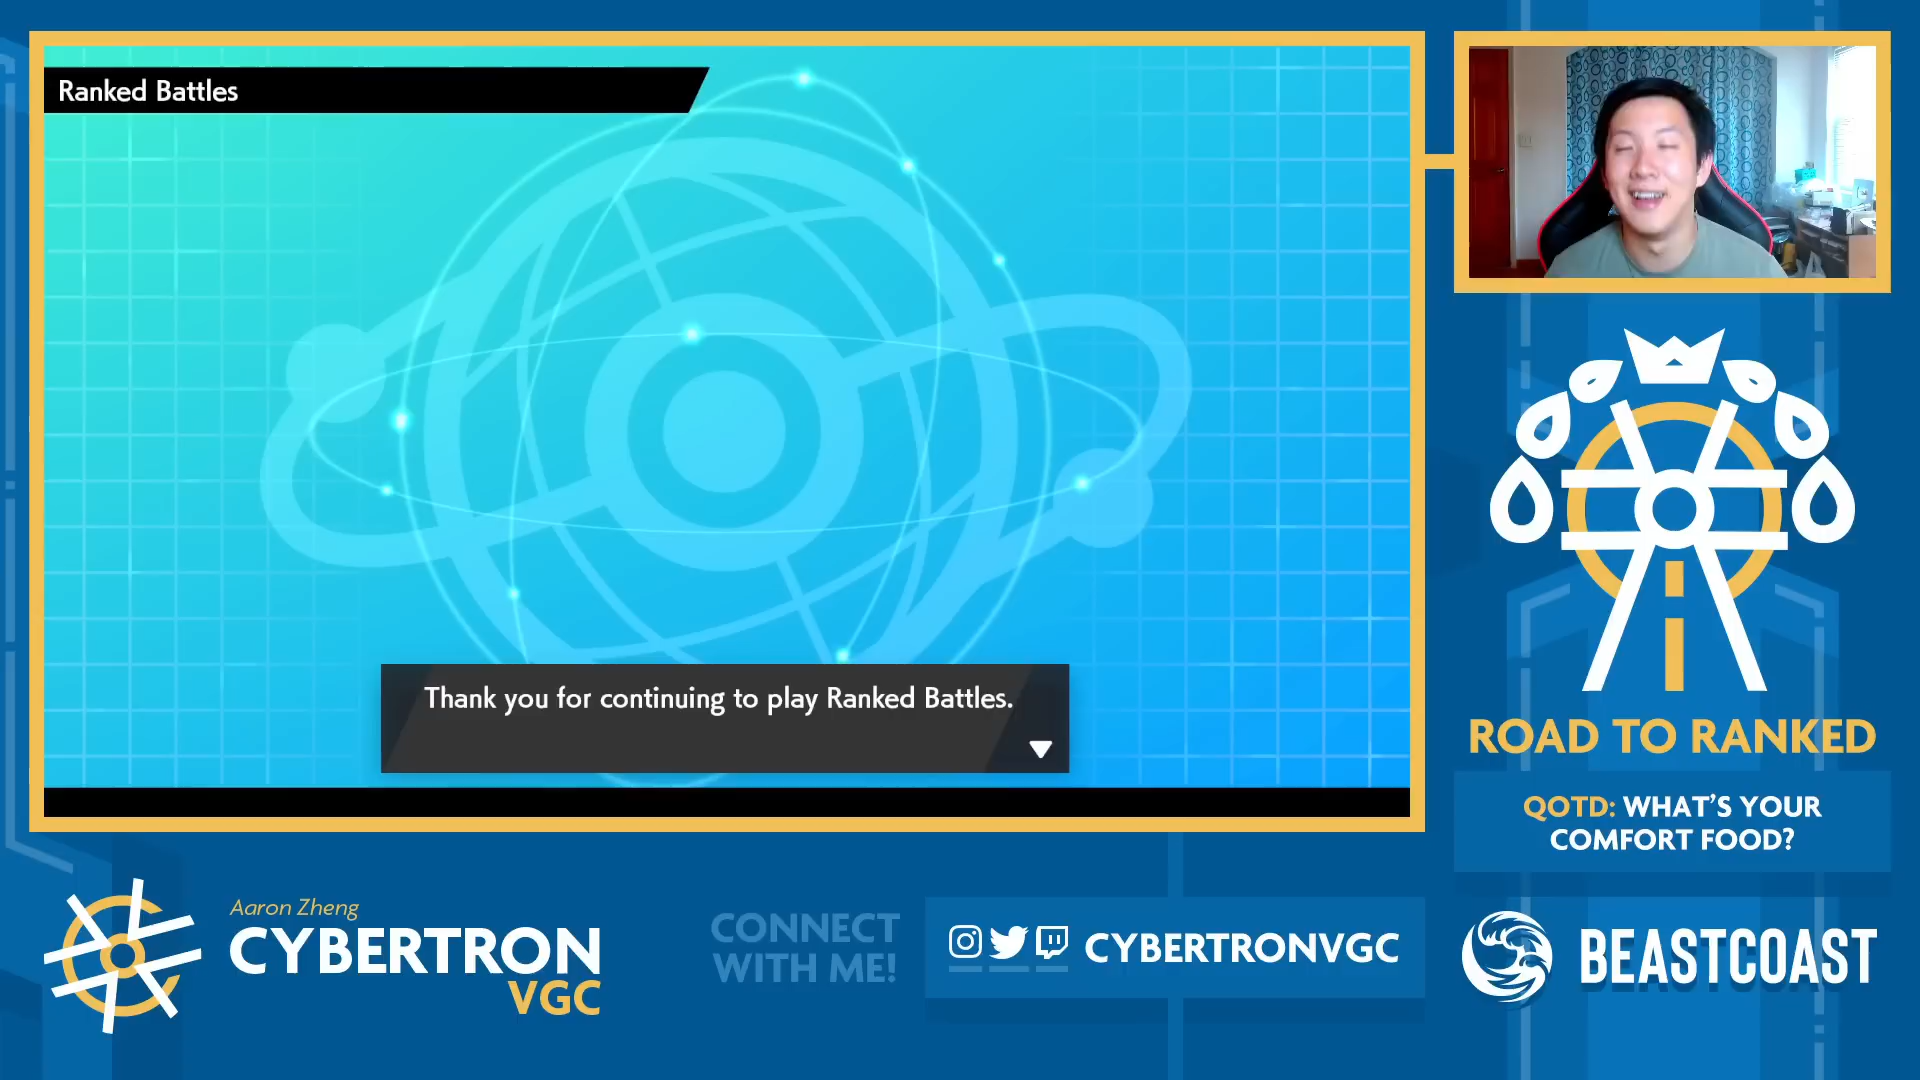 Ranked Battles
Thank you for continuing to play Ranked Battles.
ROAD TO RANKED
QOTD: WHAT'S YOUR
COMFORT FOOD?
Aaron Zheng
CYBERTRON
VGC
CONNECT
WITH ME!
CYBERTRONVGC
BEASTCOAST